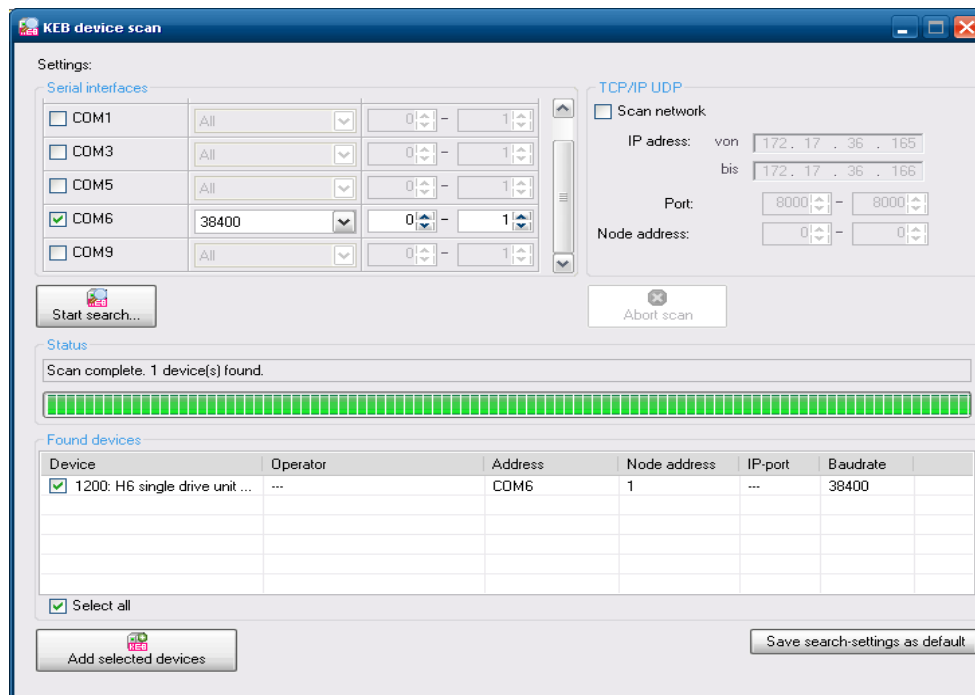 KEB device scan
Settings:
Serial interfaces
TCP/IP UDP
COM1 All 0 - 1
Scan network
COM3 All 0 - 1
IP adress: von 172. 17 . 36 . 165
bis 172. 17 . 36 . 166
COM5 All 0 - 1
Port: 8000 - 8000
COM6 38400 0 - 1
Node address: 0 - 0
COM9 All 0 - 1
KEB
Start search...
Abort scan
Status
Scan complete. 1 device(s) found.
Found devices
Device Operator Address Node address IP-port Baudrate
1200: H6 single drive unit ... --- COM6 1 --- 38400
Select all
KEB
Add selected devices
Save search-settings as default